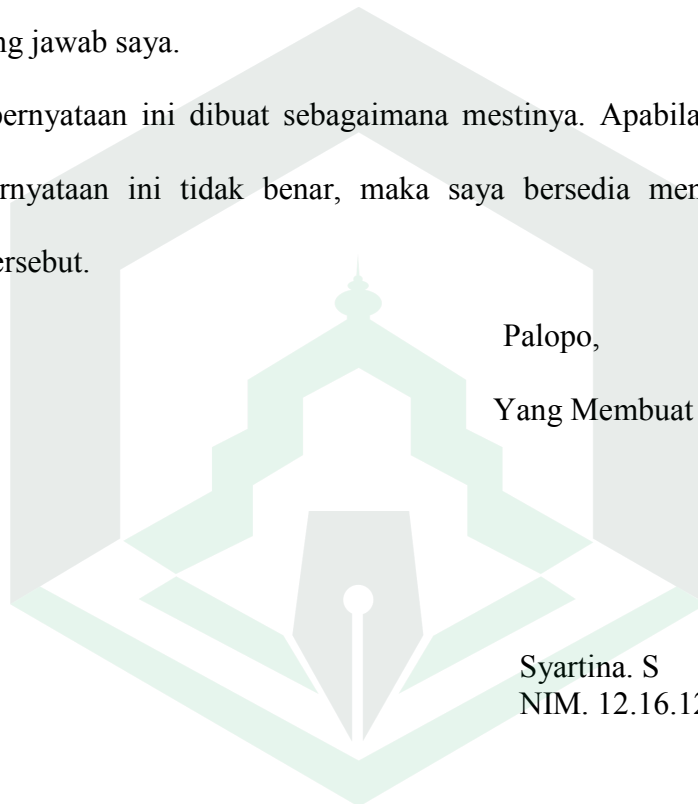 ng jawab saya.
pernyataan ini dibuat sebagaimana mestinya. Apabila
rnyataan ini tidak benar, maka saya bersedia men
ersebut.
Palopo,
Yang Membuat
Syartina. S
NIM. 12.16.12